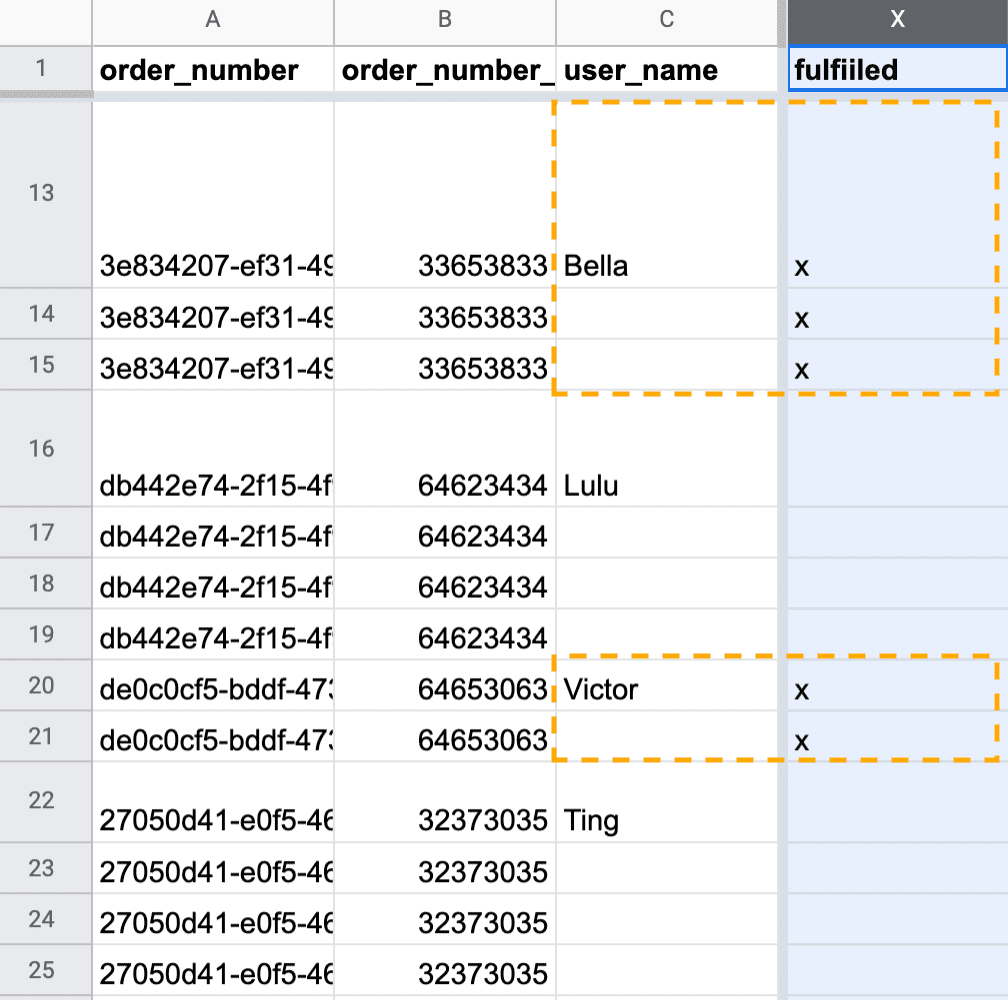 A B C X
1 order_number order_number_ user_name fulfiiled
13 3e834207-ef31-49 33653833 Bella x
14 3e834207-ef31-49 33653833 x
15 3e834207-ef31-49 33653833 x
16 db442e74-2f15-4f 64623434 Lulu
17 db442e74-2f15-4f 64623434
18 db442e74-2f15-4f 64623434
19 db442e74-2f15-4f 64623434
20 de0c0cf5-bddf-473 64653063 Victor x
21 de0c0cf5-bddf-473 64653063 x
22 27050d41-e0f5-46 32373035 Ting
23 27050d41-e0f5-46 32373035
24 27050d41-e0f5-46 32373035
25 27050d41-e0f5-46 32373035